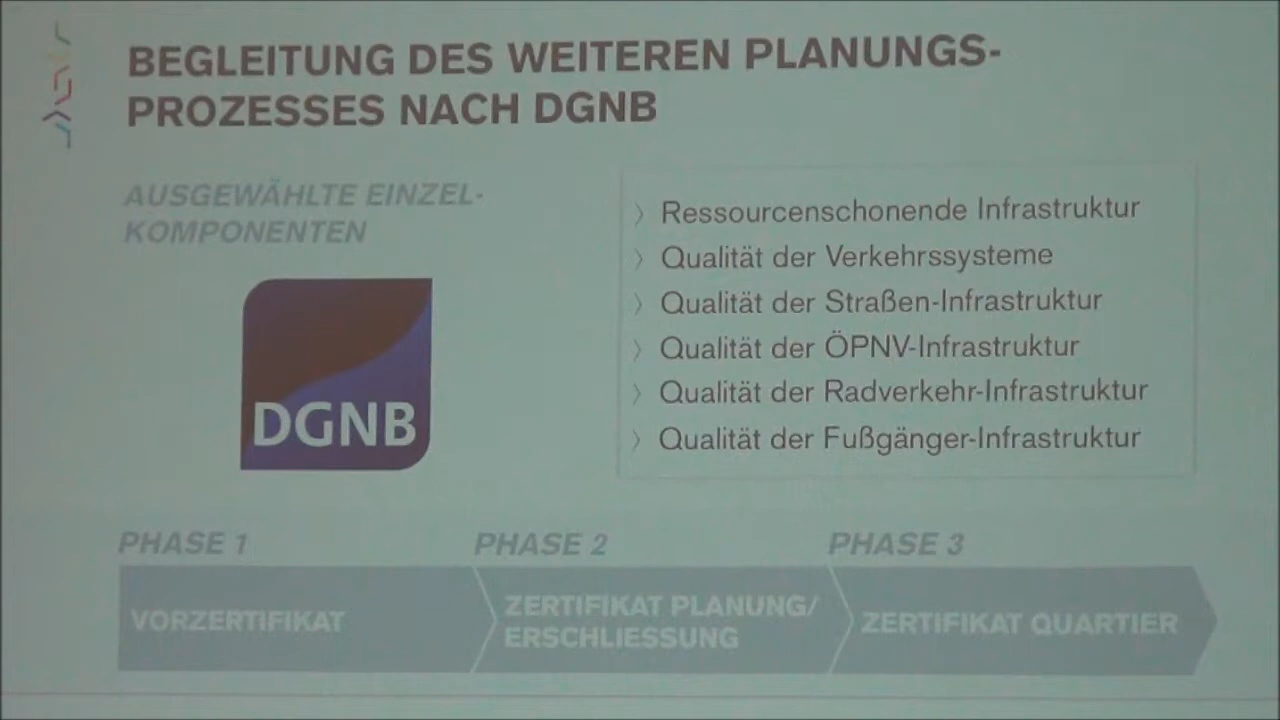 BEGLEITUNG DES WEITEREN PLANUNGS-
PROZESSES NACH DGNB
AUSGEWÄHLTE EINZEL-
KOMPONENTEN
DGNB
〉 Ressourcenschonende Infrastruktur
〉 Qualität der Verkehrssysteme
〉 Qualität der Straßen-Infrastruktur
〉 Qualität der ÖPNV-Infrastruktur
〉 Qualität der Radverkehr-Infrastruktur
〉 Qualität der Fußgänger-Infrastruktur
PHASE 1
VORZERTIFIKAT
PHASE 2
ZERTIFIKAT PLANUNG/
ERSCHLIESSUNG
PHASE 3
ZERTIFIKAT QUARTIER